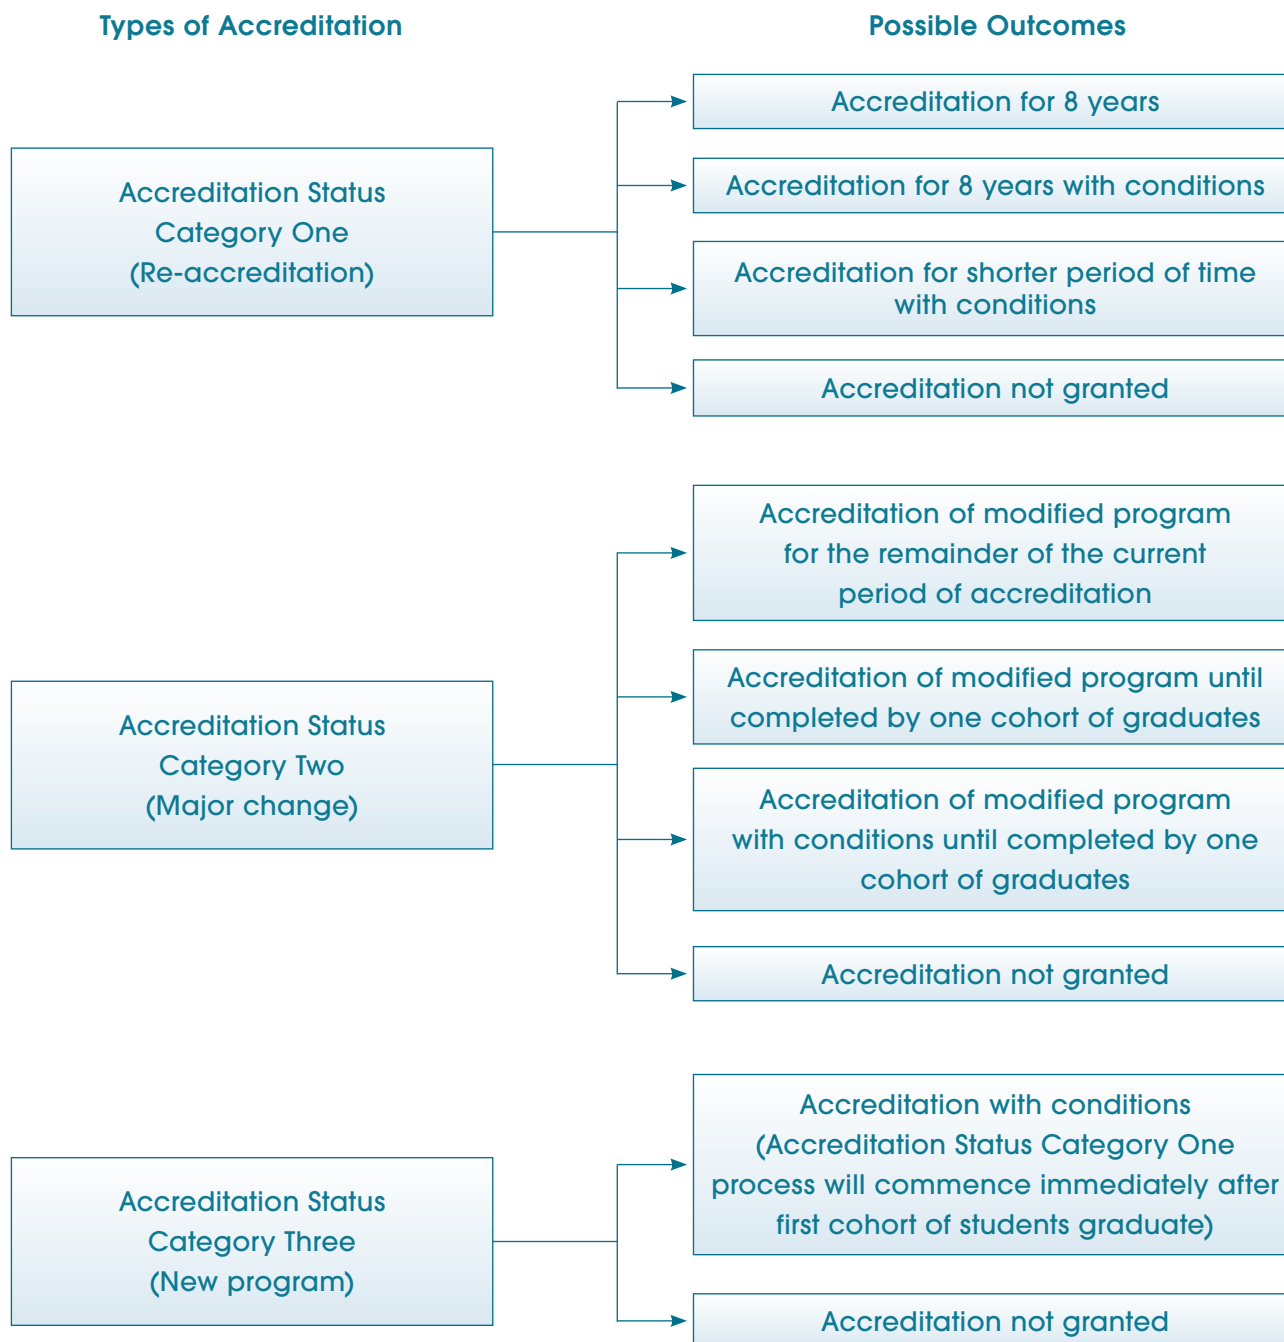 Types of Accreditation
Possible Outcomes
Accreditation Status
Category One
(Re-accreditation)
Accreditation for 8 years
Accreditation for 8 years with conditions
Accreditation for shorter period of time
with conditions
Accreditation not granted
Accreditation Status
Category Two
(Major change)
Accreditation of modified program
for the remainder of the current
period of accreditation
Accreditation of modified program until
completed by one cohort of graduates
Accreditation of modified program
with conditions until completed by one
cohort of graduates
Accreditation not granted
Accreditation Status
Category Three
(New program)
Accreditation with conditions
(Accreditation Status Category One
process will commence immediately after
first cohort of students graduate)
Accreditation not granted